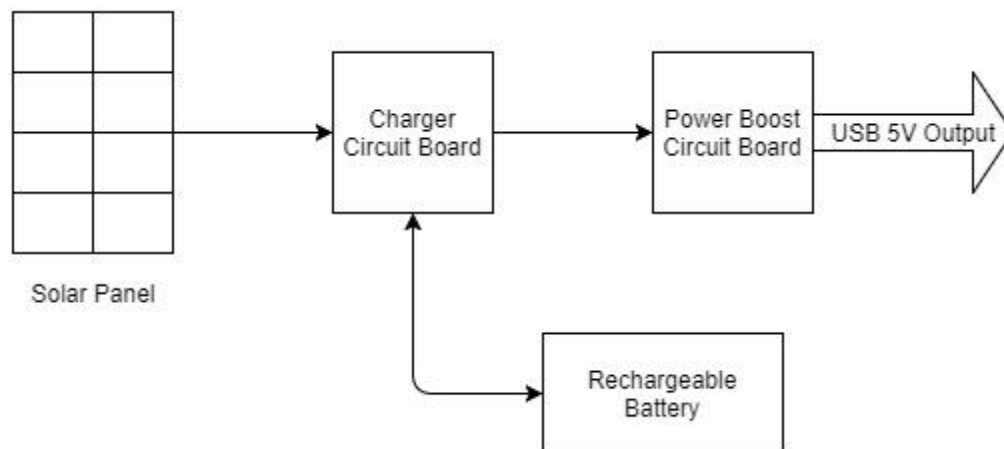 Charger
Circuit Board
Power Boost
Circuit Board
USB 5V Output
Solar Panel
Rechargeable
Battery